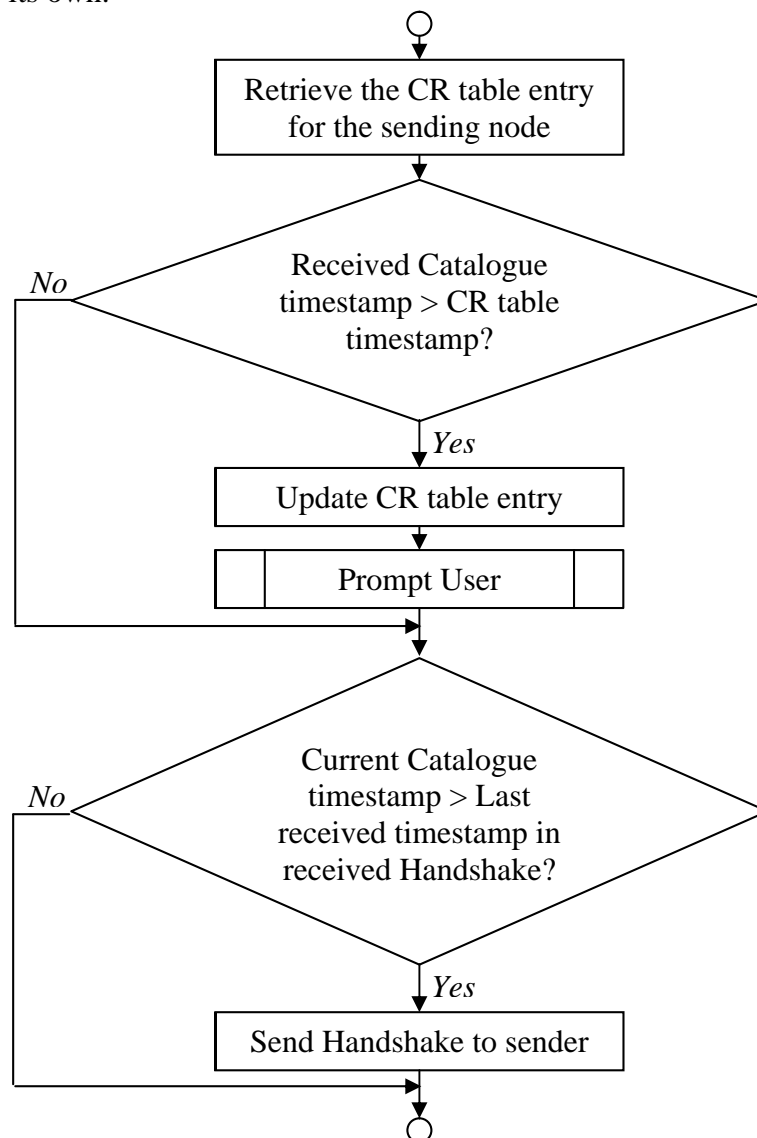 its own.
Retrieve the CR table entry
for the sending node
Received Catalogue
timestamp > CR table
timestamp?
No
Yes
Update CR table entry
Prompt User
Current Catalogue
timestamp > Last
received timestamp in
received Handshake?
No
Yes
Send Handshake to sender